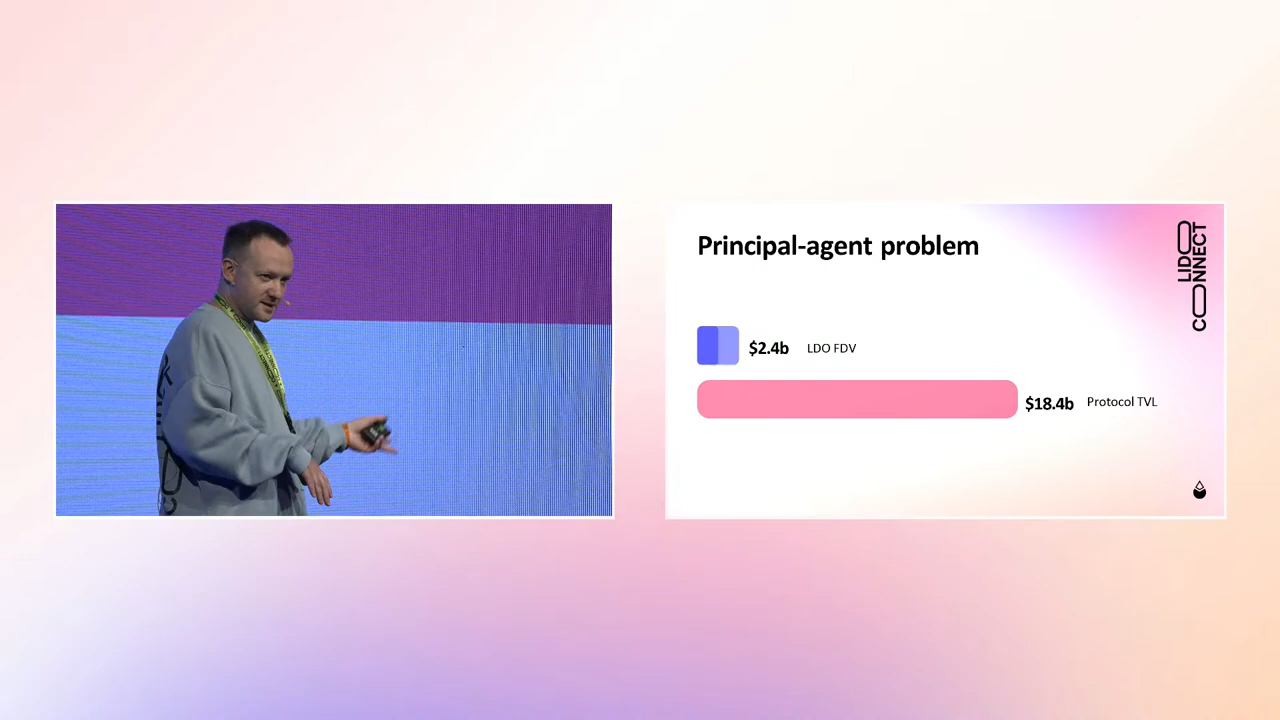 Principal-agent problem
LIDO
CONNECT
$2.4b LDO FDV
$18.4b Protocol TVL